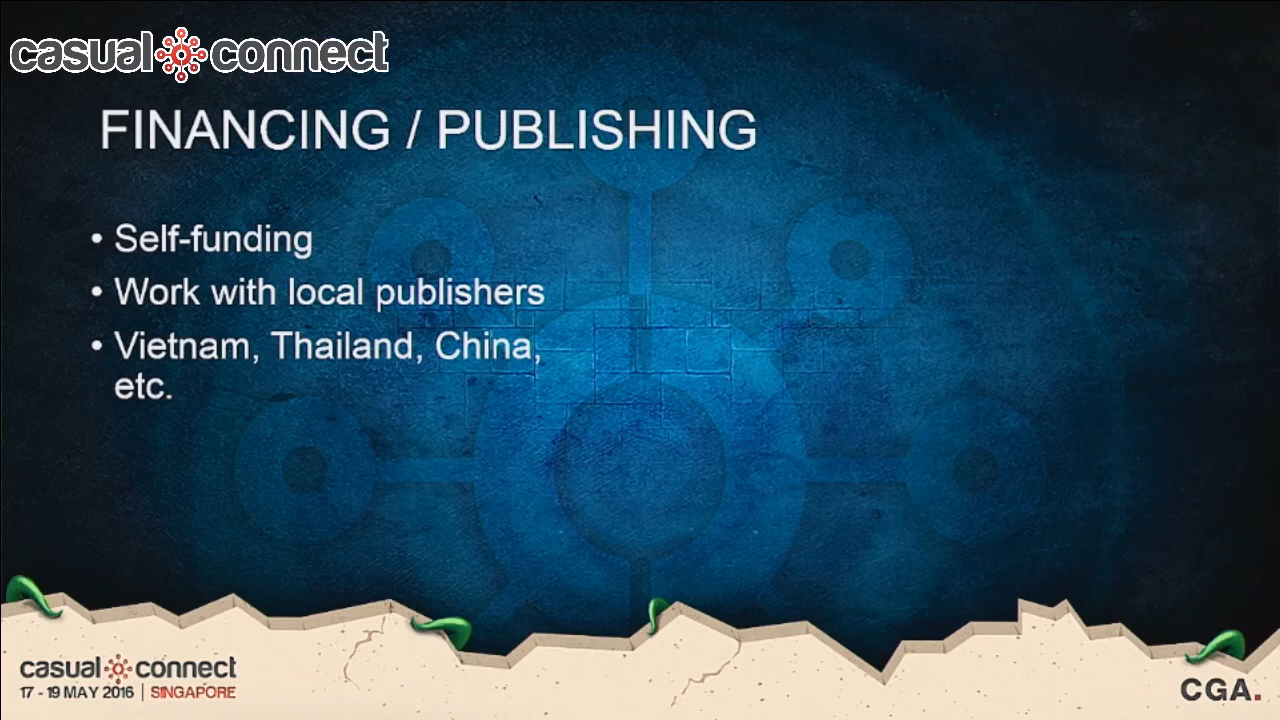 casual connect
FINANCING / PUBLISHING
• Self-funding
• Work with local publishers
• Vietnam, Thailand, China,
etc.
casual connect
17 - 19 MAY 2016 | SINGAPORE
CGA.